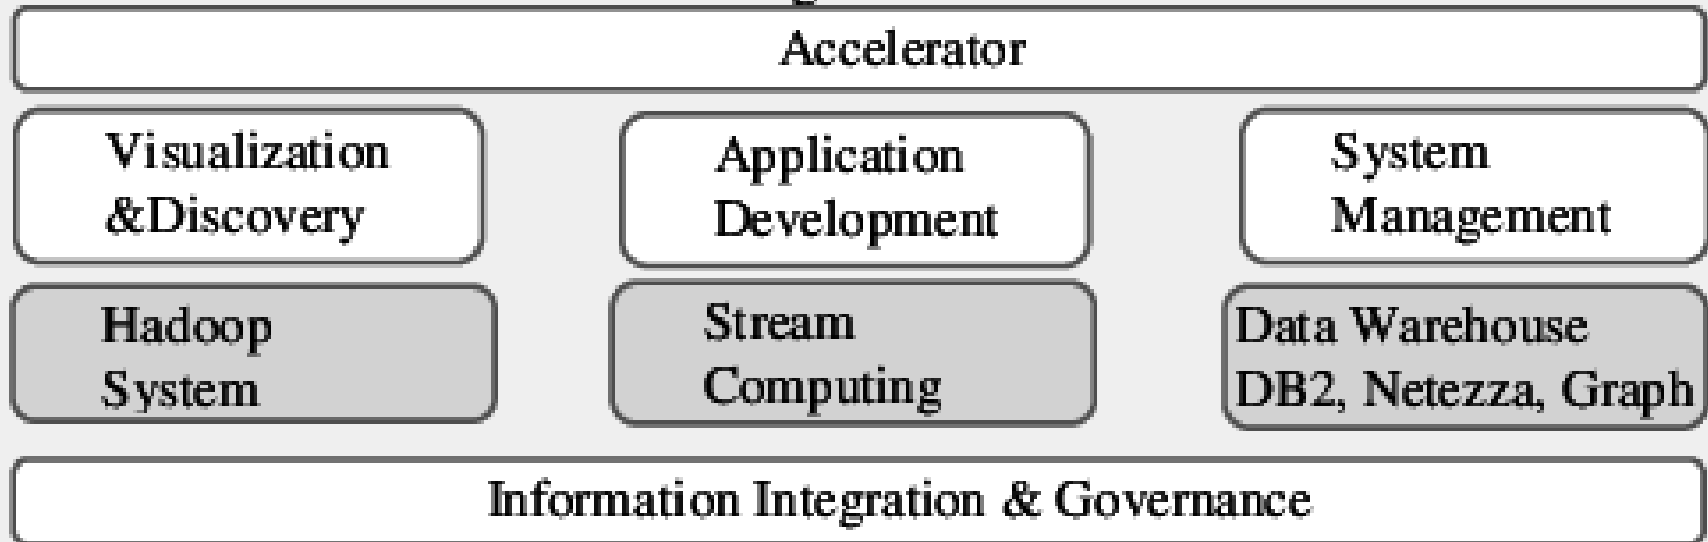 Accelerator
Visualization
&Discovery
Application
Development
System
Management
Hadoop
System
Stream
Computing
Data Warehouse
DB2, Netezza, Graph
Information Integration & Governance